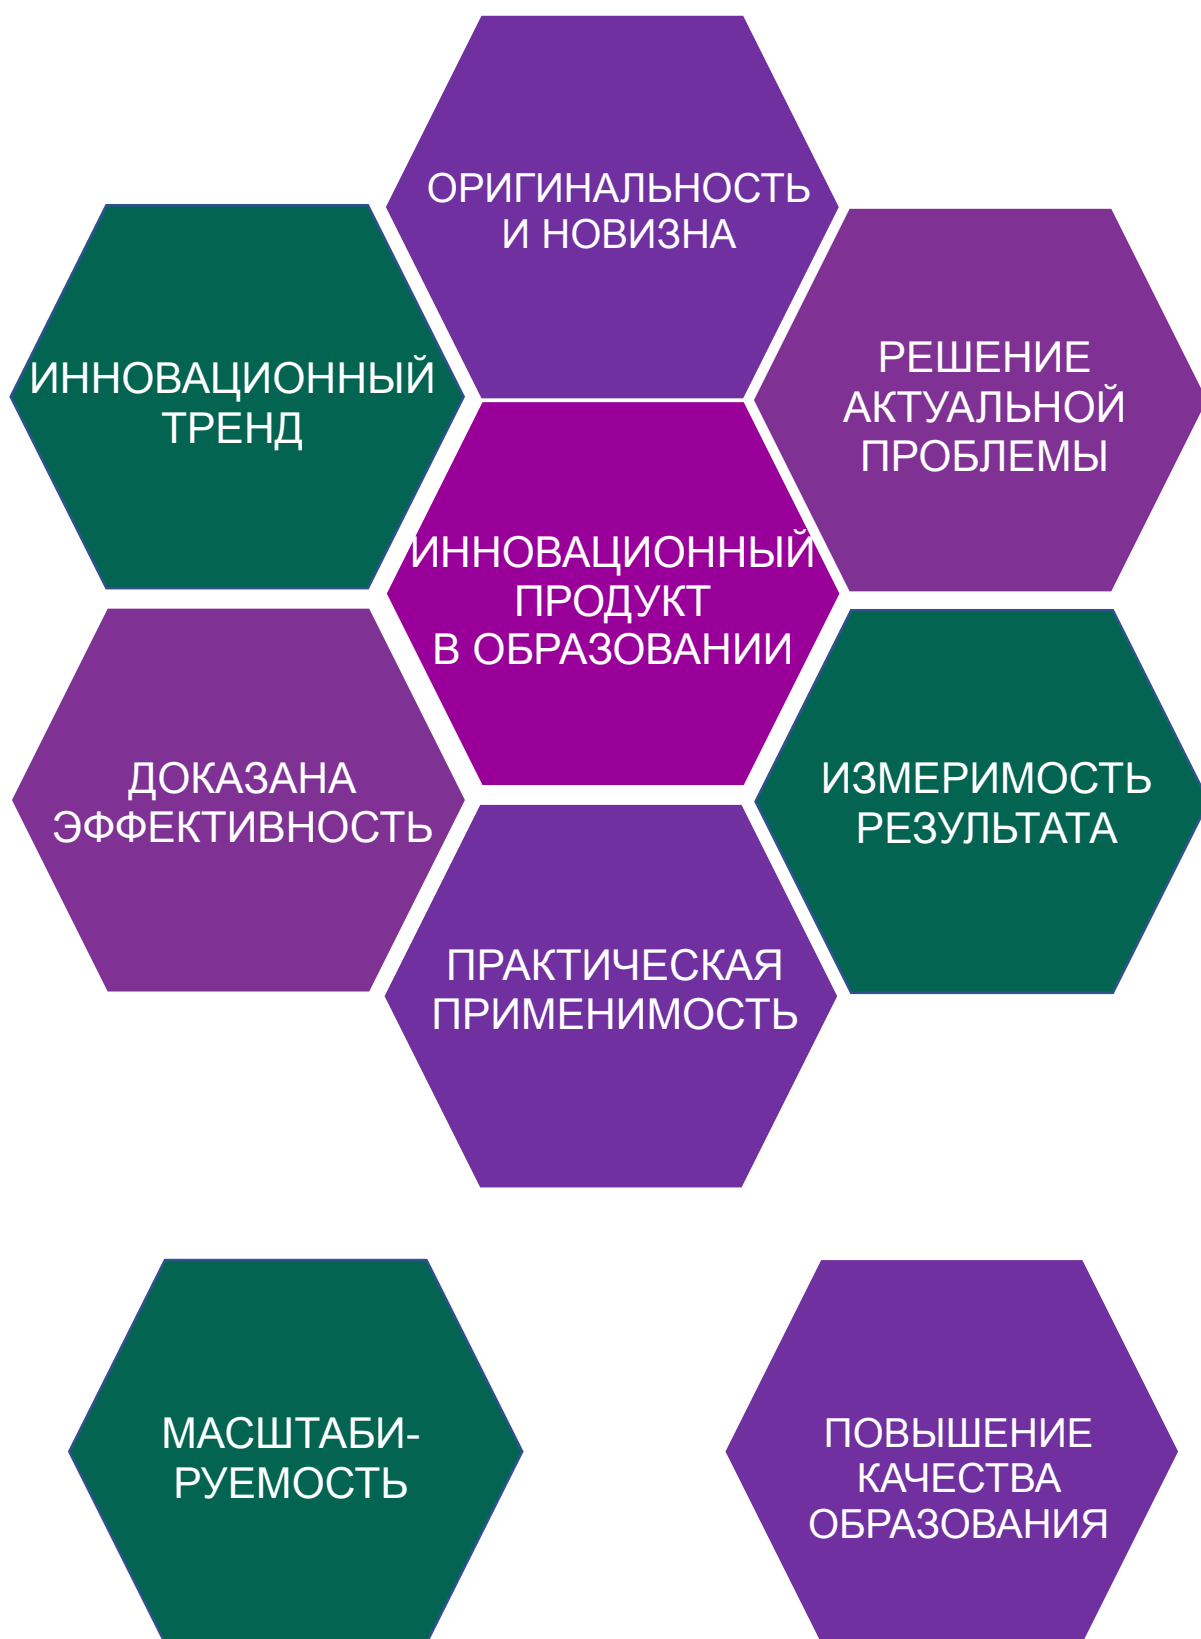 ОРИГИНАЛЬНОСТЬ
И НОВИЗНА
ИННОВАЦИОННЫЙ
ТРЕНД
РЕШЕНИЕ
АКТУАЛЬНОЙ
ПРОБЛЕМЫ
ИННОВАЦИОННЫЙ
ПРОДУКТ
В ОБРАЗОВАНИИ
ДОКАЗАНА
ЭФФЕКТИВНОСТЬ
ИЗМЕРИМОСТЬ
РЕЗУЛЬТАТА
ПРАКТИЧЕСКАЯ
ПРИМЕНИМОСТЬ
МАСШТАБИ-
РУЕМОСТЬ
ПОВЫШЕНИЕ
КАЧЕСТВА
ОБРАЗОВАНИЯ